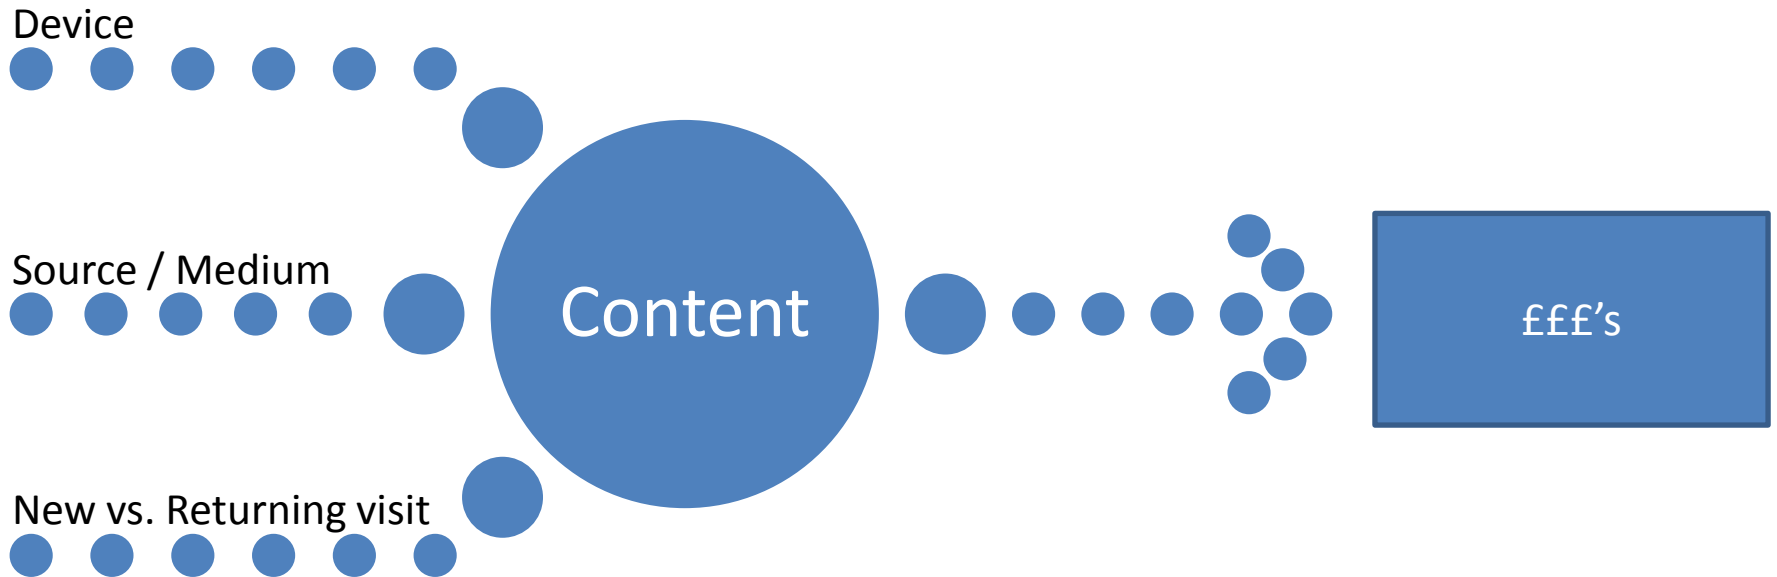 Device
Source / Medium
Content
£££’s
New vs. Returning visit